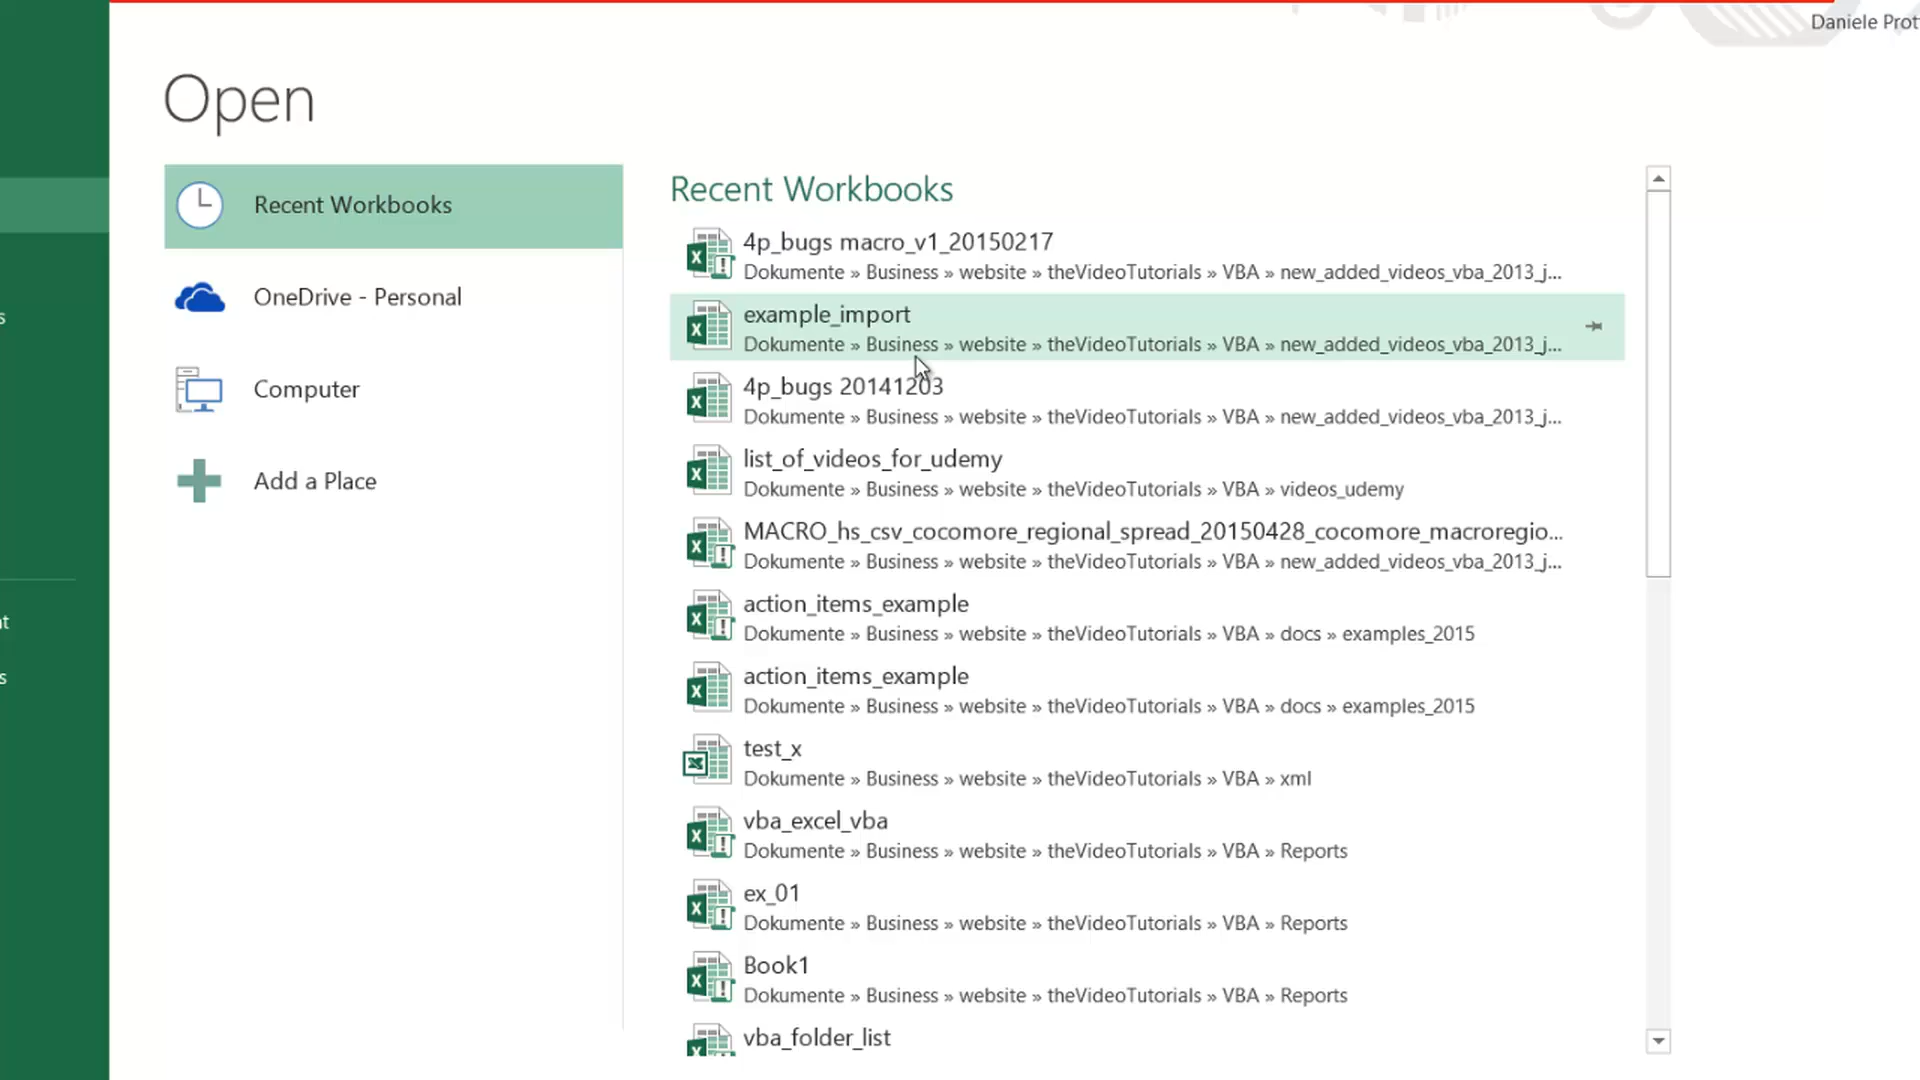 Daniele Prot
Open
Recent Workbooks
OneDrive - Personal
Computer
Add a Place
s
nt
s
Recent Workbooks
4p_bugs macro_v1_20150217
Dokumente » Business » website » theVideoTutorials » VBA » new_added_videos_vba_2013_j...
example_import
Dokumente » Business » website » theVideoTutorials » VBA » new_added_videos_vba_2013_j...
4p_bugs 20141203
Dokumente » Business » website » theVideoTutorials » VBA » new_added_videos_vba_2013_j...
list_of_videos_for_udemy
Dokumente » Business » website » theVideoTutorials » VBA » videos_udemy
MACRO_hs_csv_cocomore_regional_spread_20150428_cocomore_macroregio...
Dokumente » Business » website » theVideoTutorials » VBA » new_added_videos_vba_2013_j...
action_items_example
Dokumente » Business » website » theVideoTutorials » VBA » docs » examples_2015
action_items_example
Dokumente » Business » website » theVideoTutorials » VBA » docs » examples_2015
test_x
Dokumente » Business » website » theVideoTutorials » VBA » xml
vba_excel_vba
Dokumente » Business » website » theVideoTutorials » VBA » Reports
ex_01
Dokumente » Business » website » theVideoTutorials » VBA » Reports
Book1
Dokumente » Business » website » theVideoTutorials » VBA » Reports
vba_folder_list